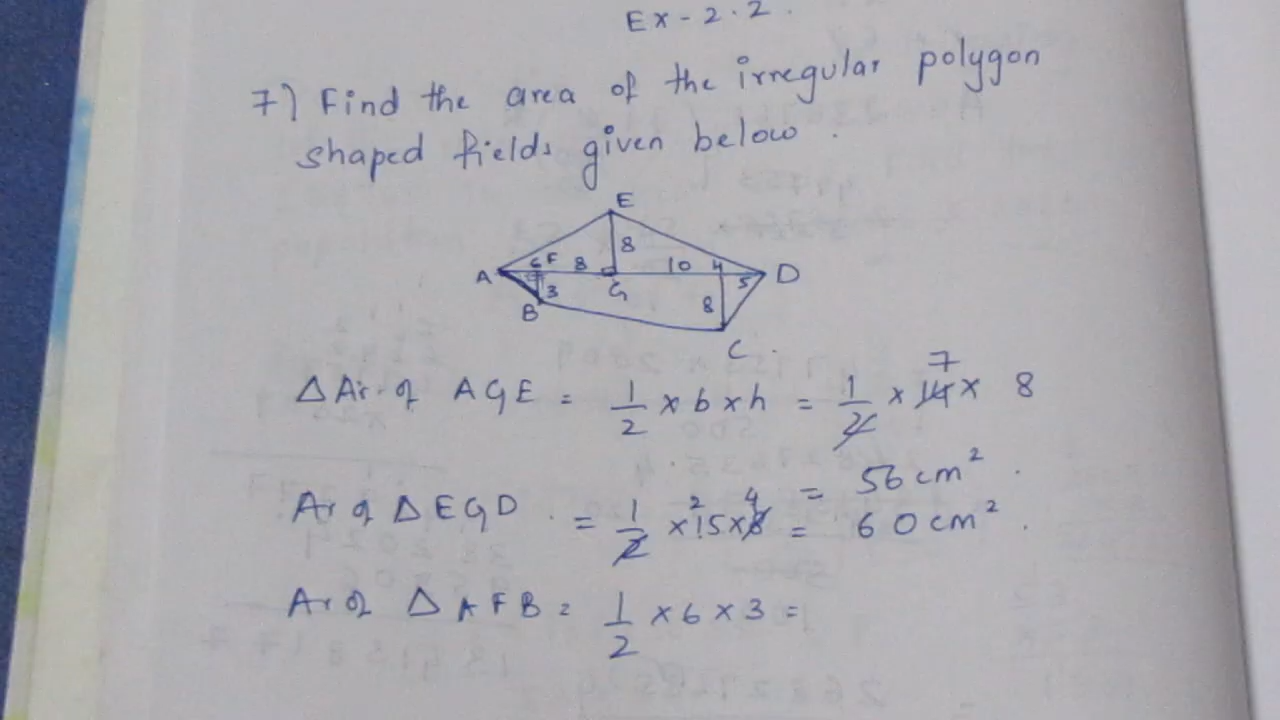 Ex-2.2.
7) Find the area of the irregular polygon
shaped fields given below.
E
8
A 6 F 8 10 H D
3 G 5
B 8
C.
Δ Ar. of AGE = 1/2 × b × h = 1/2 × 14 × 8
7
= 56 cm².
Ar of Δ EGD = 1/2 × 15 × 8 = 60 cm².
2 4
Ar of Δ AFB = 1/2 × 6 × 3 =